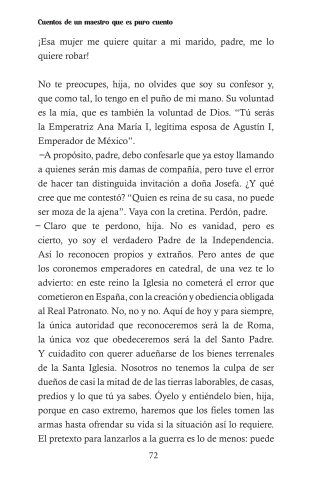 Cuentos de un maestro que es puro cuento
¡Esa mujer me quiere quitar a mi marido, padre, me lo
quiere robar!
No te preocupes, hija, no olvides que soy su confesor y,
que como tal, lo tengo en el puño de mi mano. Su voluntad
es la mía, que es también la voluntad de Dios. “Tú serás
la Emperatriz Ana María I, legítima esposa de Agustín I,
Emperador de México”.
–A propósito, padre, debo confesarle que ya estoy llamando
a quienes serán mis damas de compañía, pero tuve el error
de hacer tan distinguida invitación a doña Josefa. ¿Y qué
cree que me contestó? “Quien es reina de su casa, no puede
ser moza de la ajena”. Vaya con la cretina. Perdón, padre.
– Claro que te perdono, hija. No es vanidad, pero es
cierto, yo soy el verdadero Padre de la Independencia.
Así lo reconocen propios y extraños. Pero antes de que
los coronemos emperadores en catedral, de una vez te lo
advierto: en este reino la Iglesia no cometerá el error que
cometieron en España, con la creación y obediencia obligada
al Real Patronato. No, no y no. Aquí de hoy y para siempre,
la única autoridad que reconoceremos será la de Roma,
la única voz que obedeceremos será la del Santo Padre.
Y cuidadito con querer adueñarse de los bienes terrenales
de la Santa Iglesia. Nosotros no tenemos la culpa de ser
dueños de casi la mitad de de las tierras laborables, de casas,
predios y lo que tú ya sabes. Óyelo y entiéndelo bien, hija,
porque en caso extremo, haremos que los fieles tomen las
armas hasta ofrendar su vida si la situación así lo requiere.
El pretexto para lanzarlos a la guerra es lo de menos: puede
72